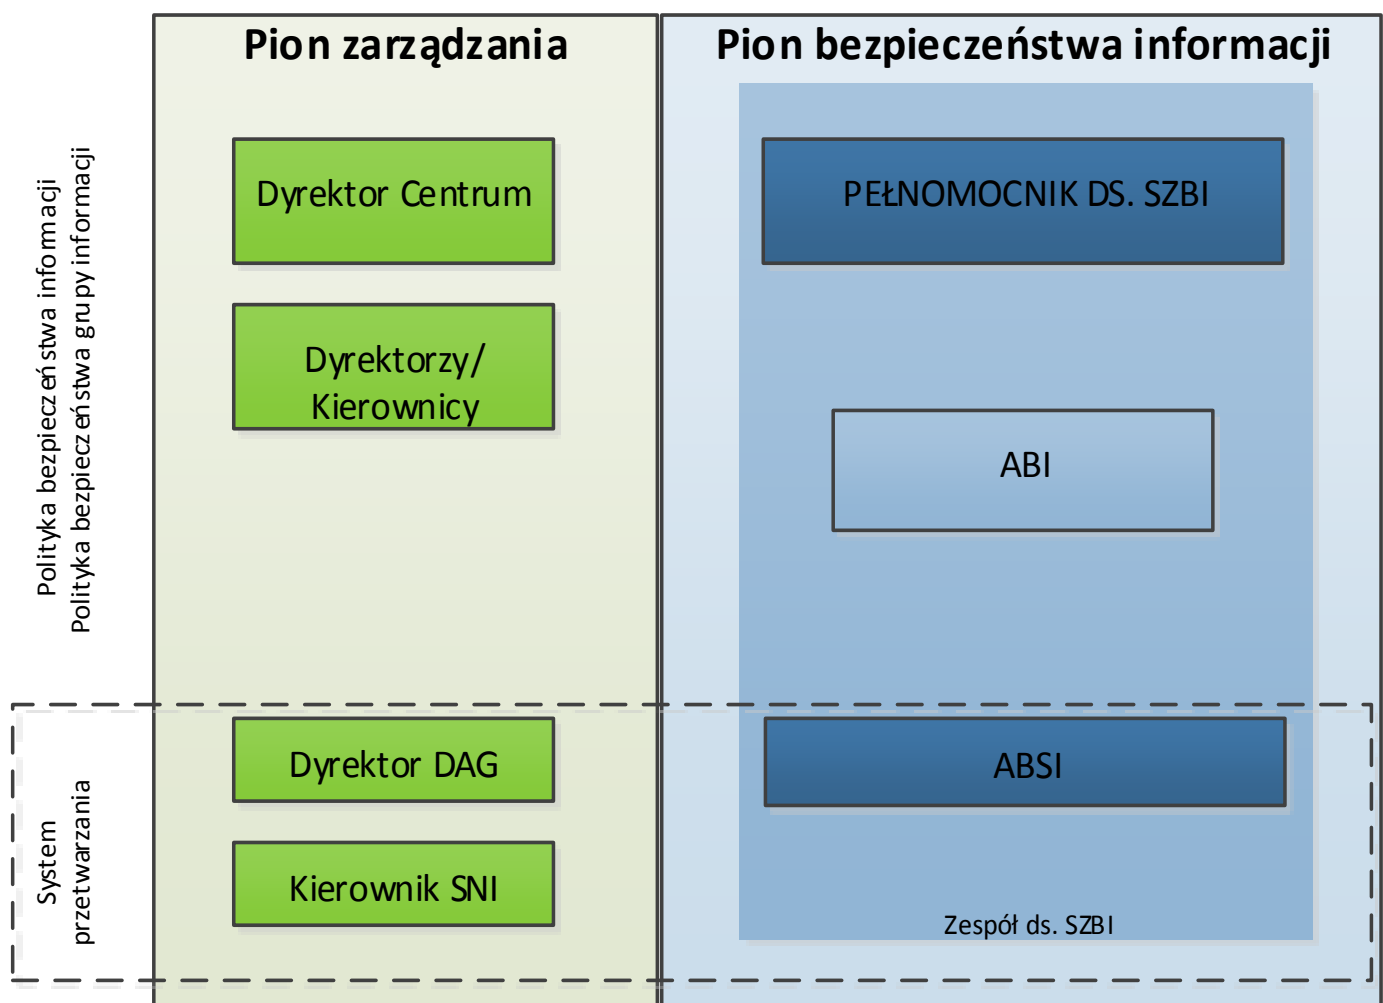 Pion zarządzania
Pion bezpieczeństwa informacji
Polityka bezpieczeństwa informacji
Polityka bezpieczeństwa grupy informacji
Dyrektor Centrum
PEŁNOMOCNIK DS. SZBI
Dyrektorzy/
Kierownicy
ABI
System
przetwarzania
Dyrektor DAG
ABSI
Kierownik SNI
Zespół ds. SZBI